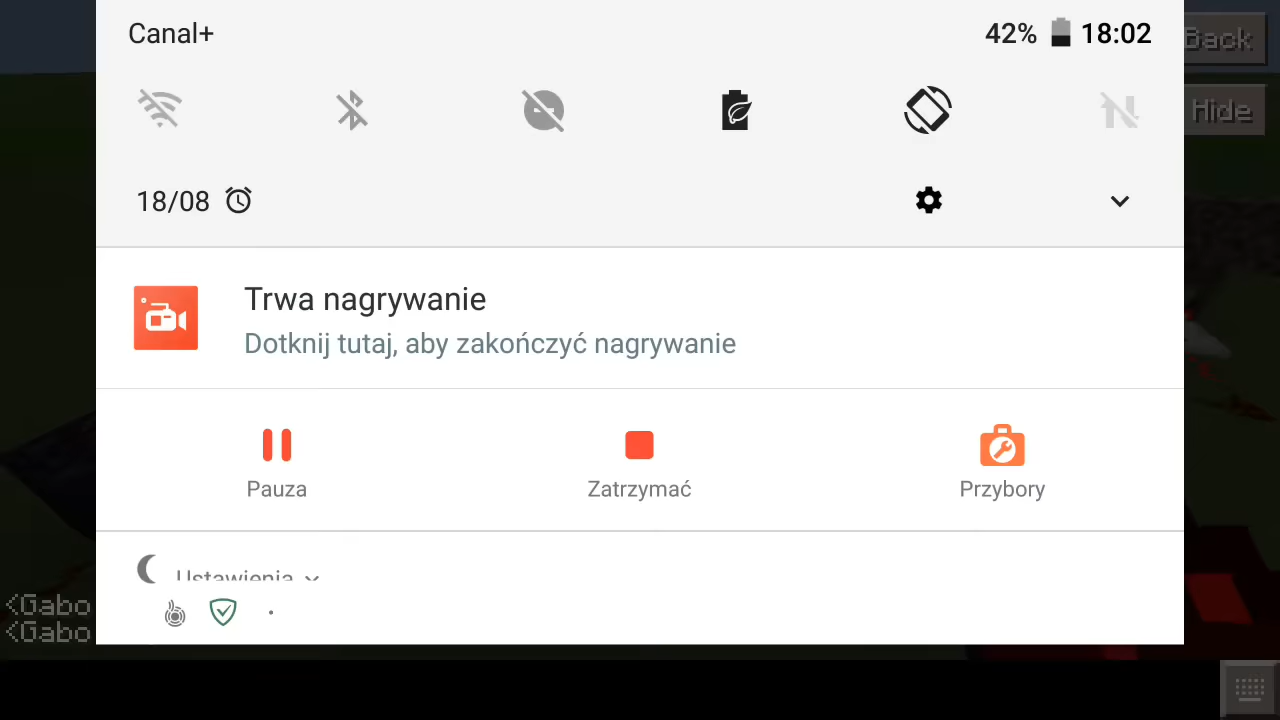 Canal+
42% 18:02
Back
Hide
18/08
Trwa nagrywanie
Dotknij tutaj, aby zakończyć nagrywanie
Pauza
Zatrzymać
Przybory
Ustawienia
<Gabo
<Gabo